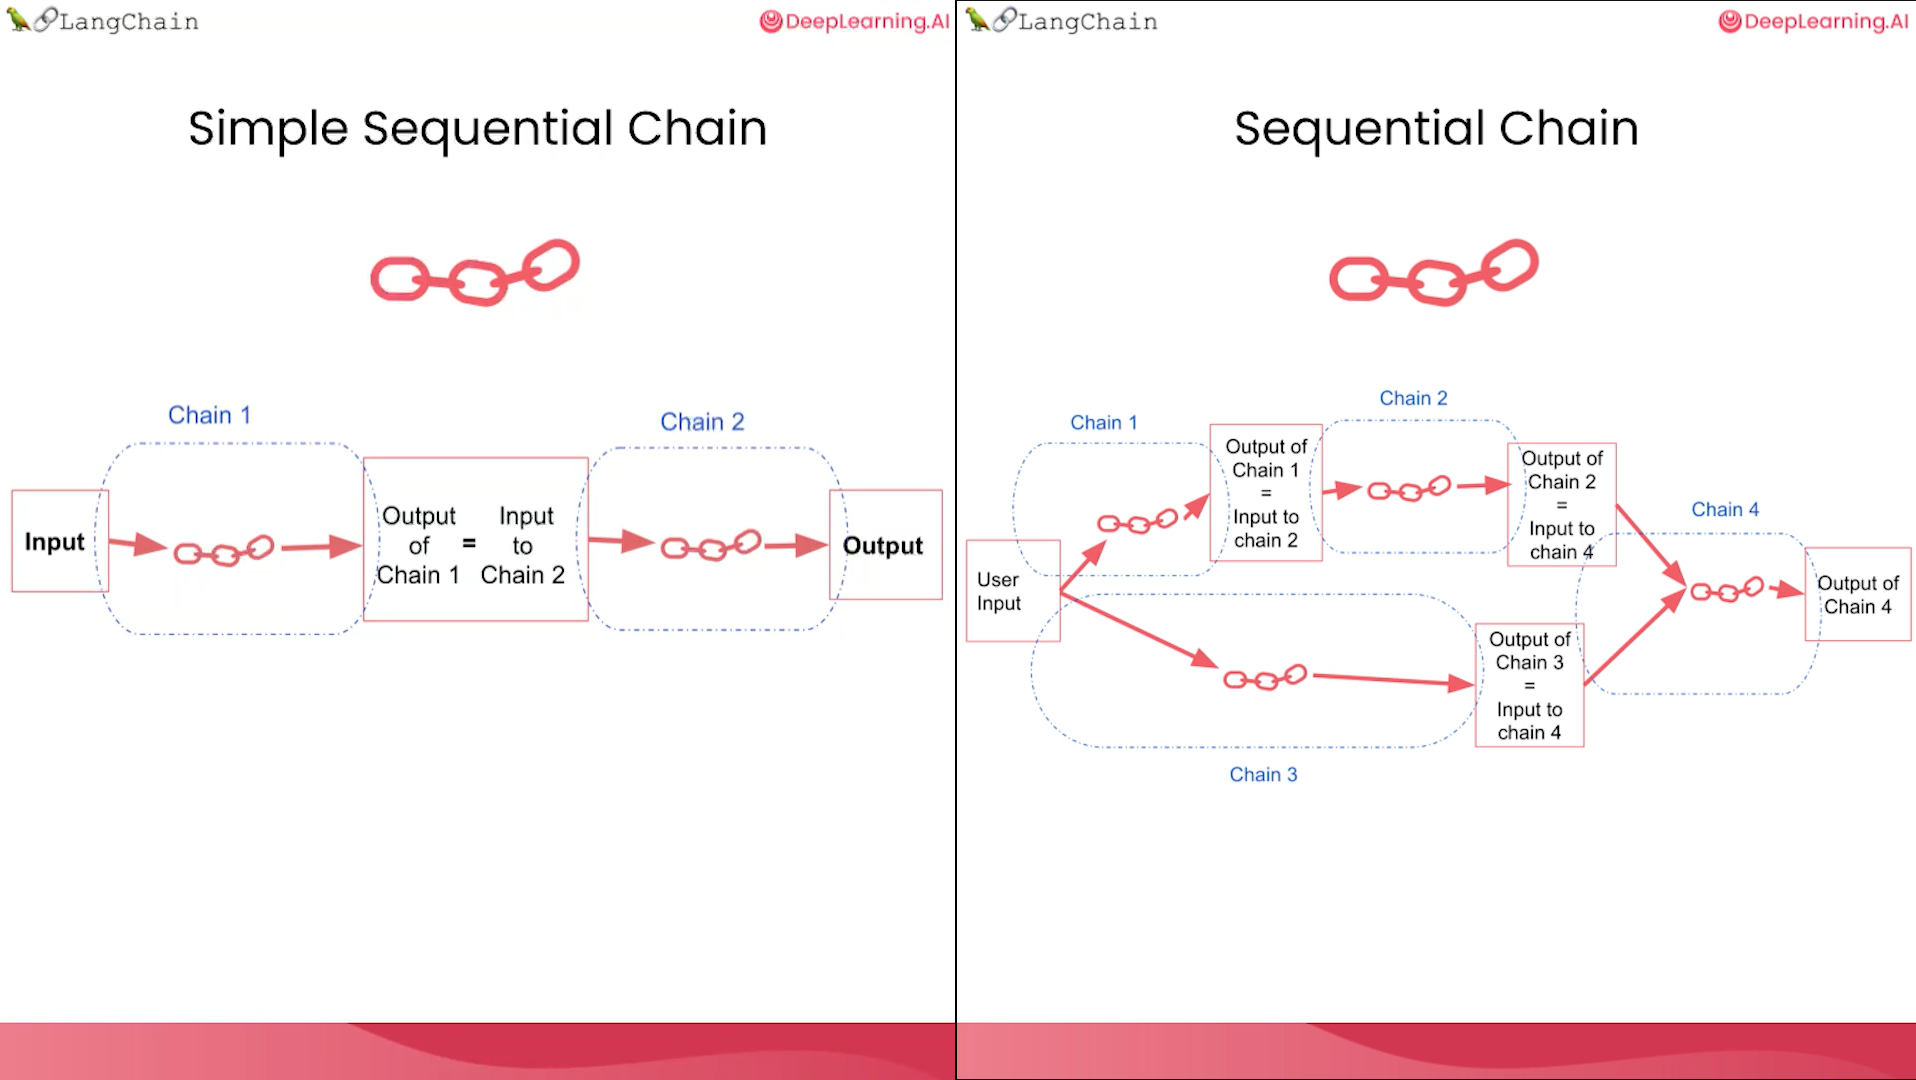 LangChain
DeepLearning.AI
Simple Sequential Chain
Chain 1
Chain 2
Input
Output
of
Chain 1
=
Input
to
Chain 2
Output
LangChain
DeepLearning.AI
Sequential Chain
Chain 1
Chain 2
Output of
Chain 1
=
Input to
chain 2
Output of
Chain 2
=
Input to
chain 4
Chain 4
User
Input
Output of
Chain 4
Output of
Chain 3
=
Input to
chain 4
Chain 3